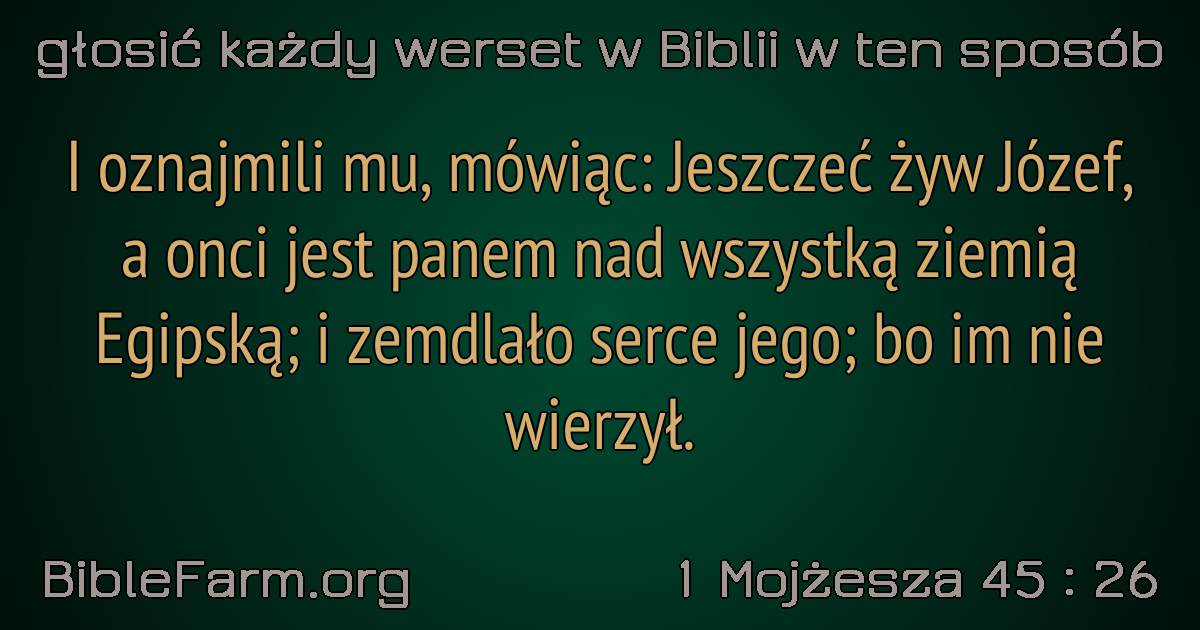 głosić każdy werset w Biblii w ten sposób
I oznajmili mu, mówiąc: Jeszczeć żyw Józef,
a onci jest panem nad wszystką ziemią
Egipską; i zemdlało serce jego; bo im nie
wierzył.
BibleFarm.org
1 Mojżesza 45 : 26